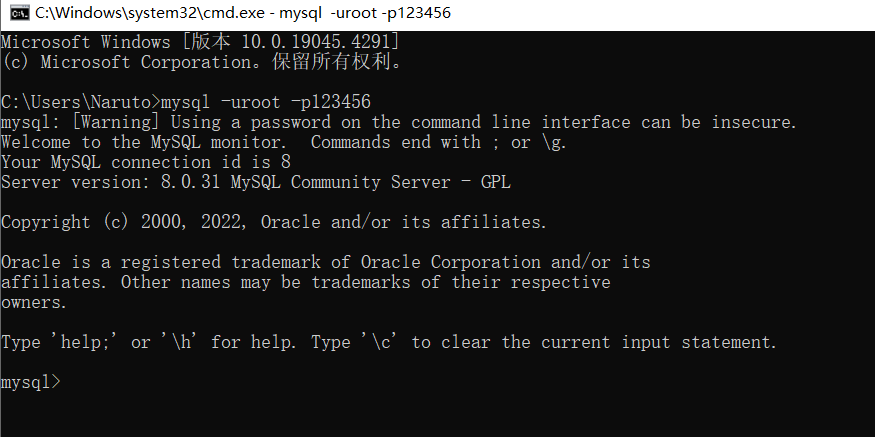 C:\Windows\system32\cmd.exe - mysql  -uroot -p123456
Microsoft Windows [版本 10.0.19045.4291]
(c) Microsoft Corporation。保留所有权利。
C:\Users\Naruto>mysql -uroot -p123456
mysql: [Warning] Using a password on the command line interface can be insecure.
Welcome to the MySQL monitor.  Commands end with ; or \g.
Your MySQL connection id is 8
Server version: 8.0.31 MySQL Community Server - GPL
Copyright (c) 2000, 2022, Oracle and/or its affiliates.
Oracle is a registered trademark of Oracle Corporation and/or its
affiliates. Other names may be trademarks of their respective
owners.
Type 'help;' or '\h' for help. Type '\c' to clear the current input statement.
mysql>